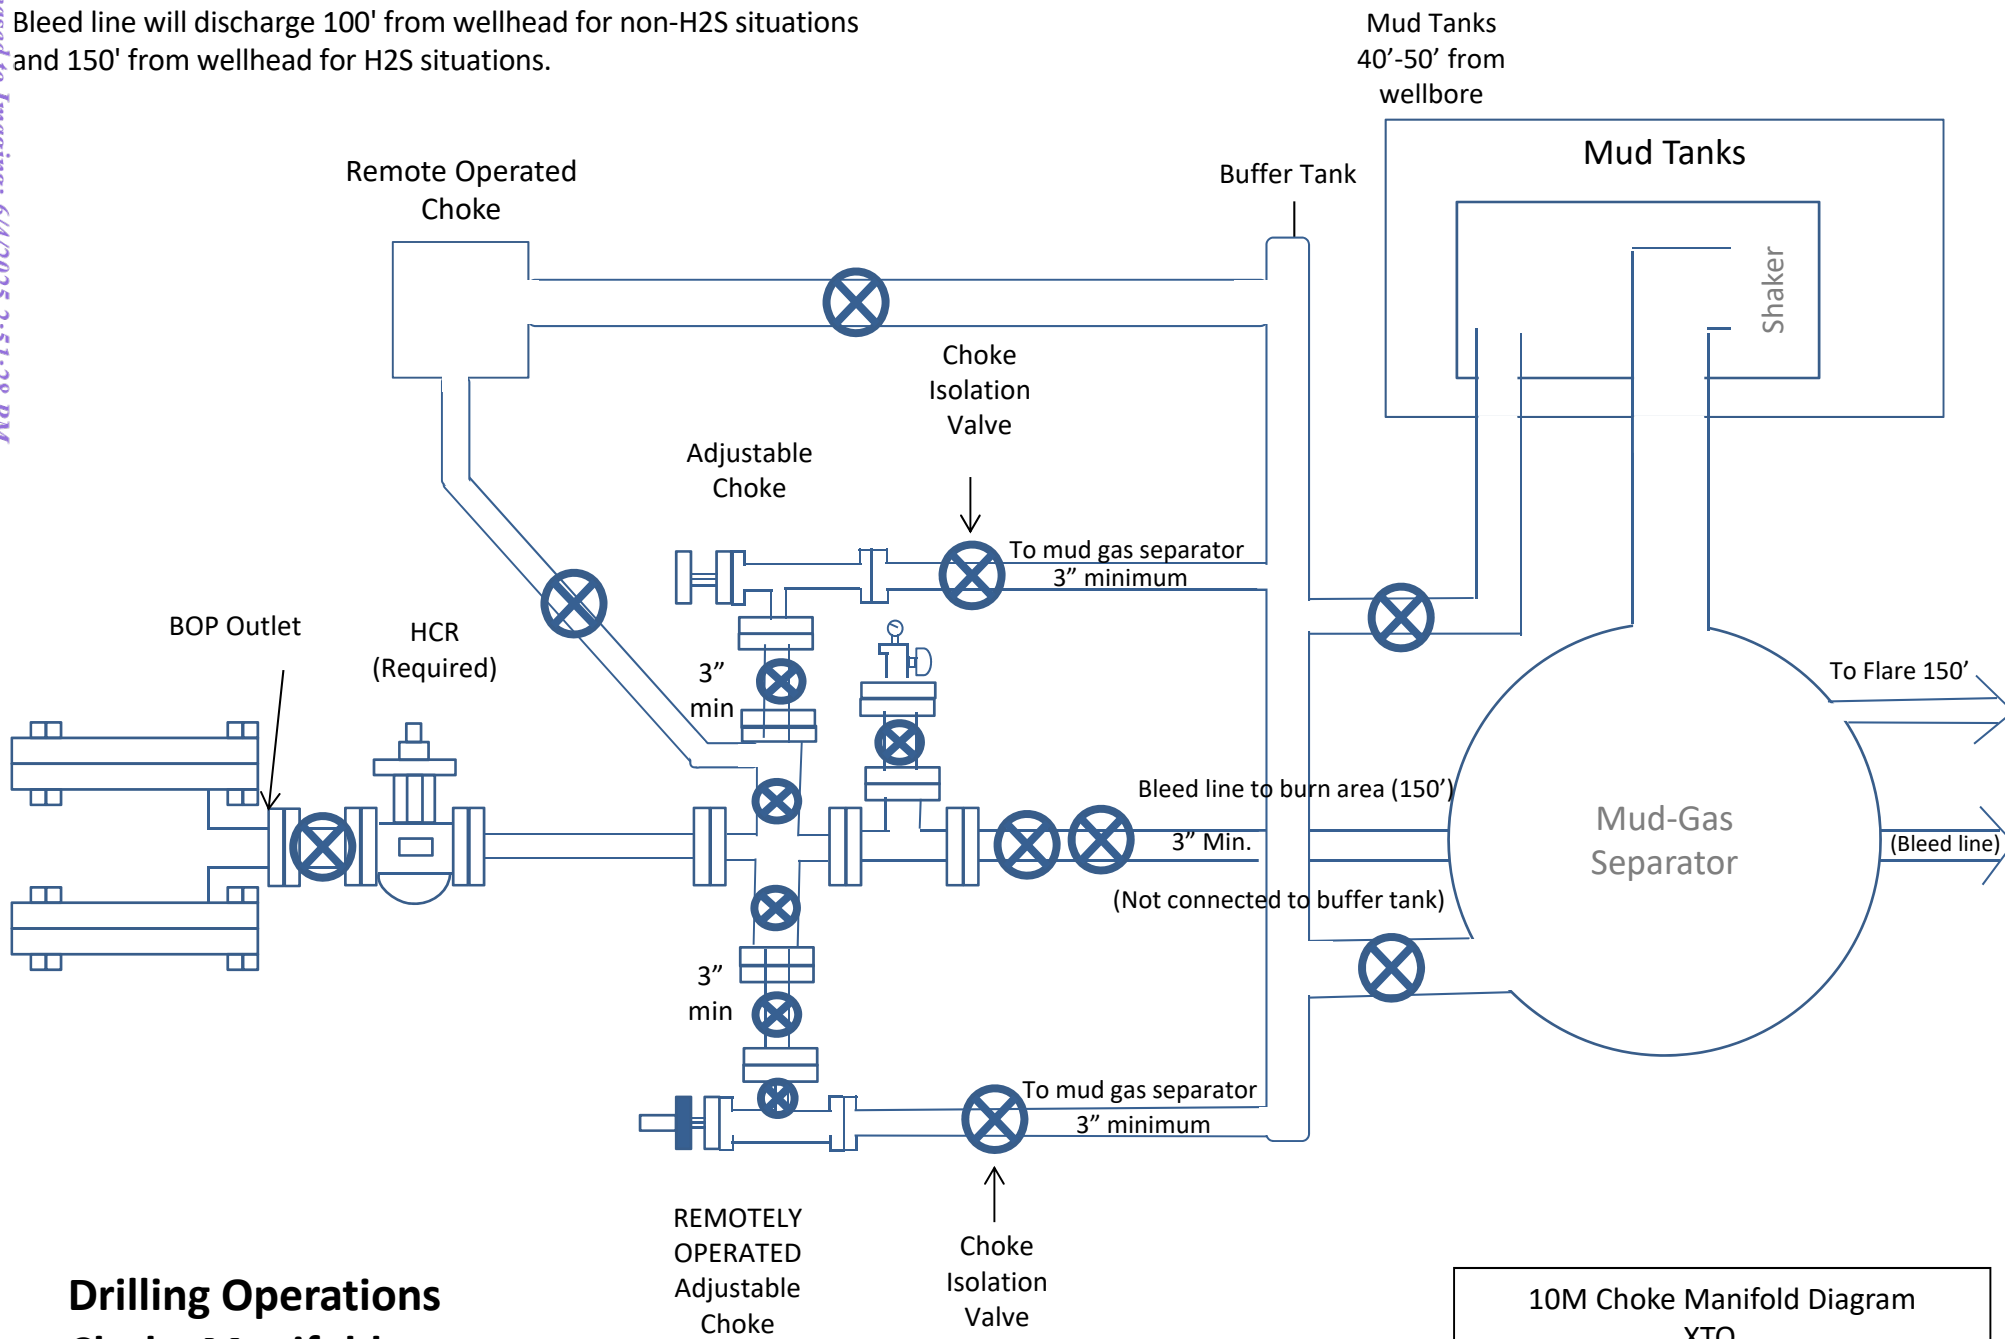 Bleed line will discharge 100' from wellhead for non-H2S situations
and 150' from wellhead for H2S situations.
Mud Tanks
40’-50’ from
wellbore
Mud Tanks
Remote Operated
Choke
Buffer Tank
Shaker
Choke
Isolation
Valve
Adjustable
Choke
To mud gas separator
3” minimum
BOP Outlet
HCR
(Required)
3”
min
To Flare 150’
Bleed line to burn area (150’)
3” Min.
Mud-Gas
Separator
(Bleed line)
(Not connected to buffer tank)
3”
min
To mud gas separator
3” minimum
REMOTELY
OPERATED
Adjustable
Choke
Choke
Isolation
Valve
Drilling Operations
10M Choke Manifold Diagram
XTO